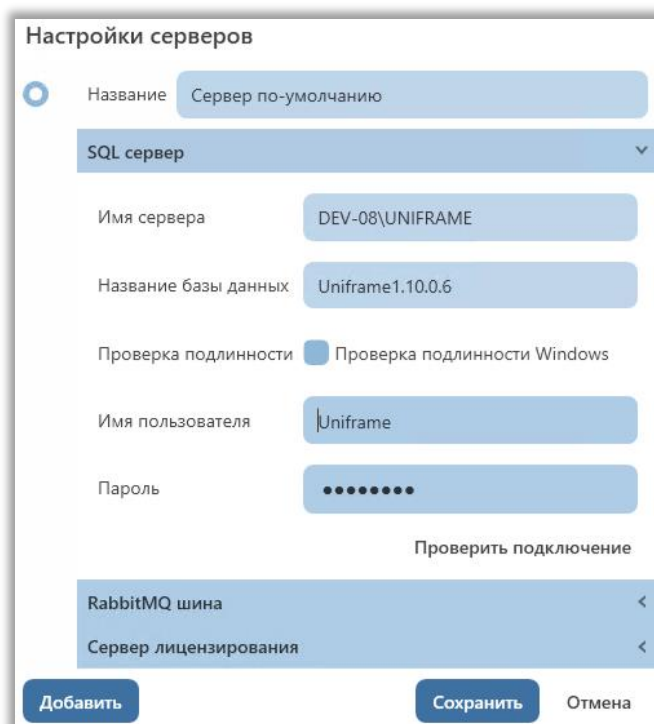 Настройки серверов
Название Сервер по-умолчанию
SQL сервер
Имя сервера DEV-08\UNIFRAME
Название базы данных Uniframe1.10.0.6
Проверка подлинности Проверка подлинности Windows
Имя пользователя Uniframe
Пароль ●●●●●●●●
Проверить подключение
RabbitMQ шина
Сервер лицензирования
Добавить Сохранить Отмена